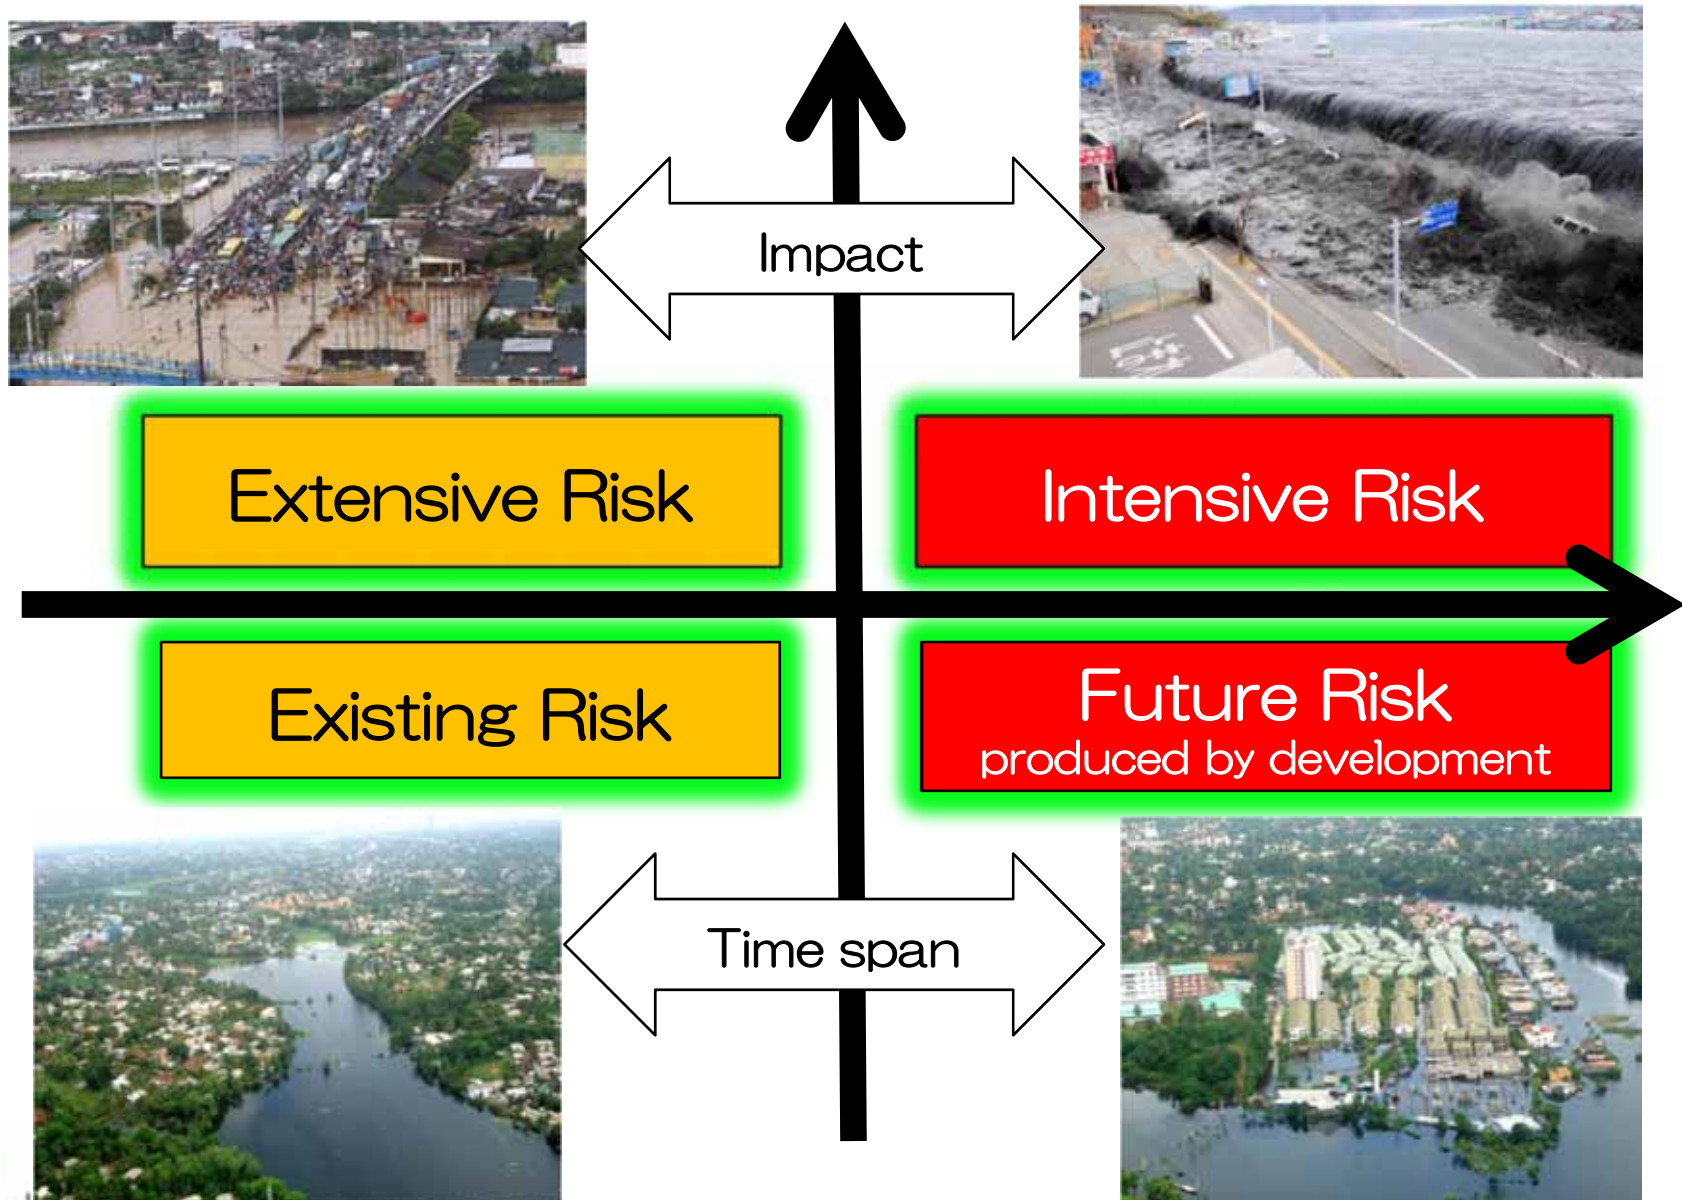 Impact
Extensive Risk
Intensive Risk
Existing Risk
Future Risk
produced by development
Time span